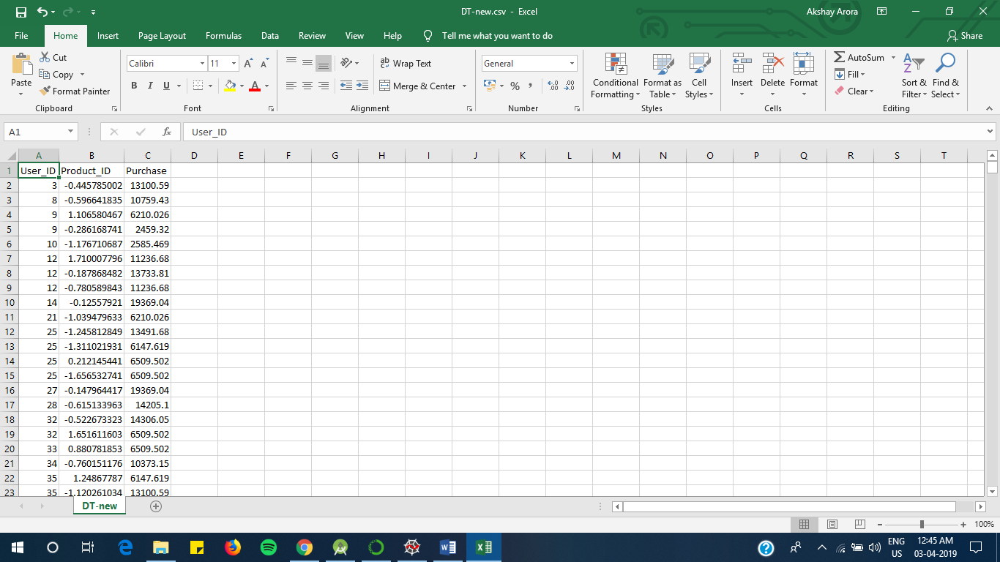 DT-new.csv - Excel
Akshay Arora
File Home Insert Page Layout Formulas Data Review View Help Tell me what you want to do Share
Paste
Cut
Copy
Format Painter
Clipboard
Calibri 11
B I U
Font
Wrap Text
Merge & Center
Alignment
General
Number
Conditional Formatting
Format as Table
Cell Styles
Styles
Insert Delete Format
Cells
AutoSum
Fill
Clear
Sort & Filter
Find & Select
Editing
A1 fx User_ID
A B C D E F G H I J K L M N O P Q R S T
1 User_ID Product_ID Purchase
2 3 -0.445785002 13100.59
3 8 -0.596641835 10759.43
4 9 1.106580467 6210.026
5 9 -0.286168741 2459.32
6 10 -1.176710687 2585.469
7 12 1.710007796 11236.68
8 12 -0.187868482 13733.81
9 12 -0.780589843 11236.68
10 14 -0.12557921 19369.04
11 21 -1.039479633 6210.026
12 25 -1.245812849 13491.68
13 25 -1.311021931 6147.619
14 25 0.212145441 6509.502
15 25 -1.656532741 6509.502
16 27 -0.147964417 19369.04
17 28 -0.615133963 14205.1
18 32 -0.522673323 14306.05
19 32 1.651611603 6509.502
20 33 0.880781853 6509.502
21 34 -0.760151176 10373.15
22 35 1.24867787 6147.619
23 35 -1.120261034 13100.59
DT-new
100%
ENG
US
12:45 AM
03-04-2019